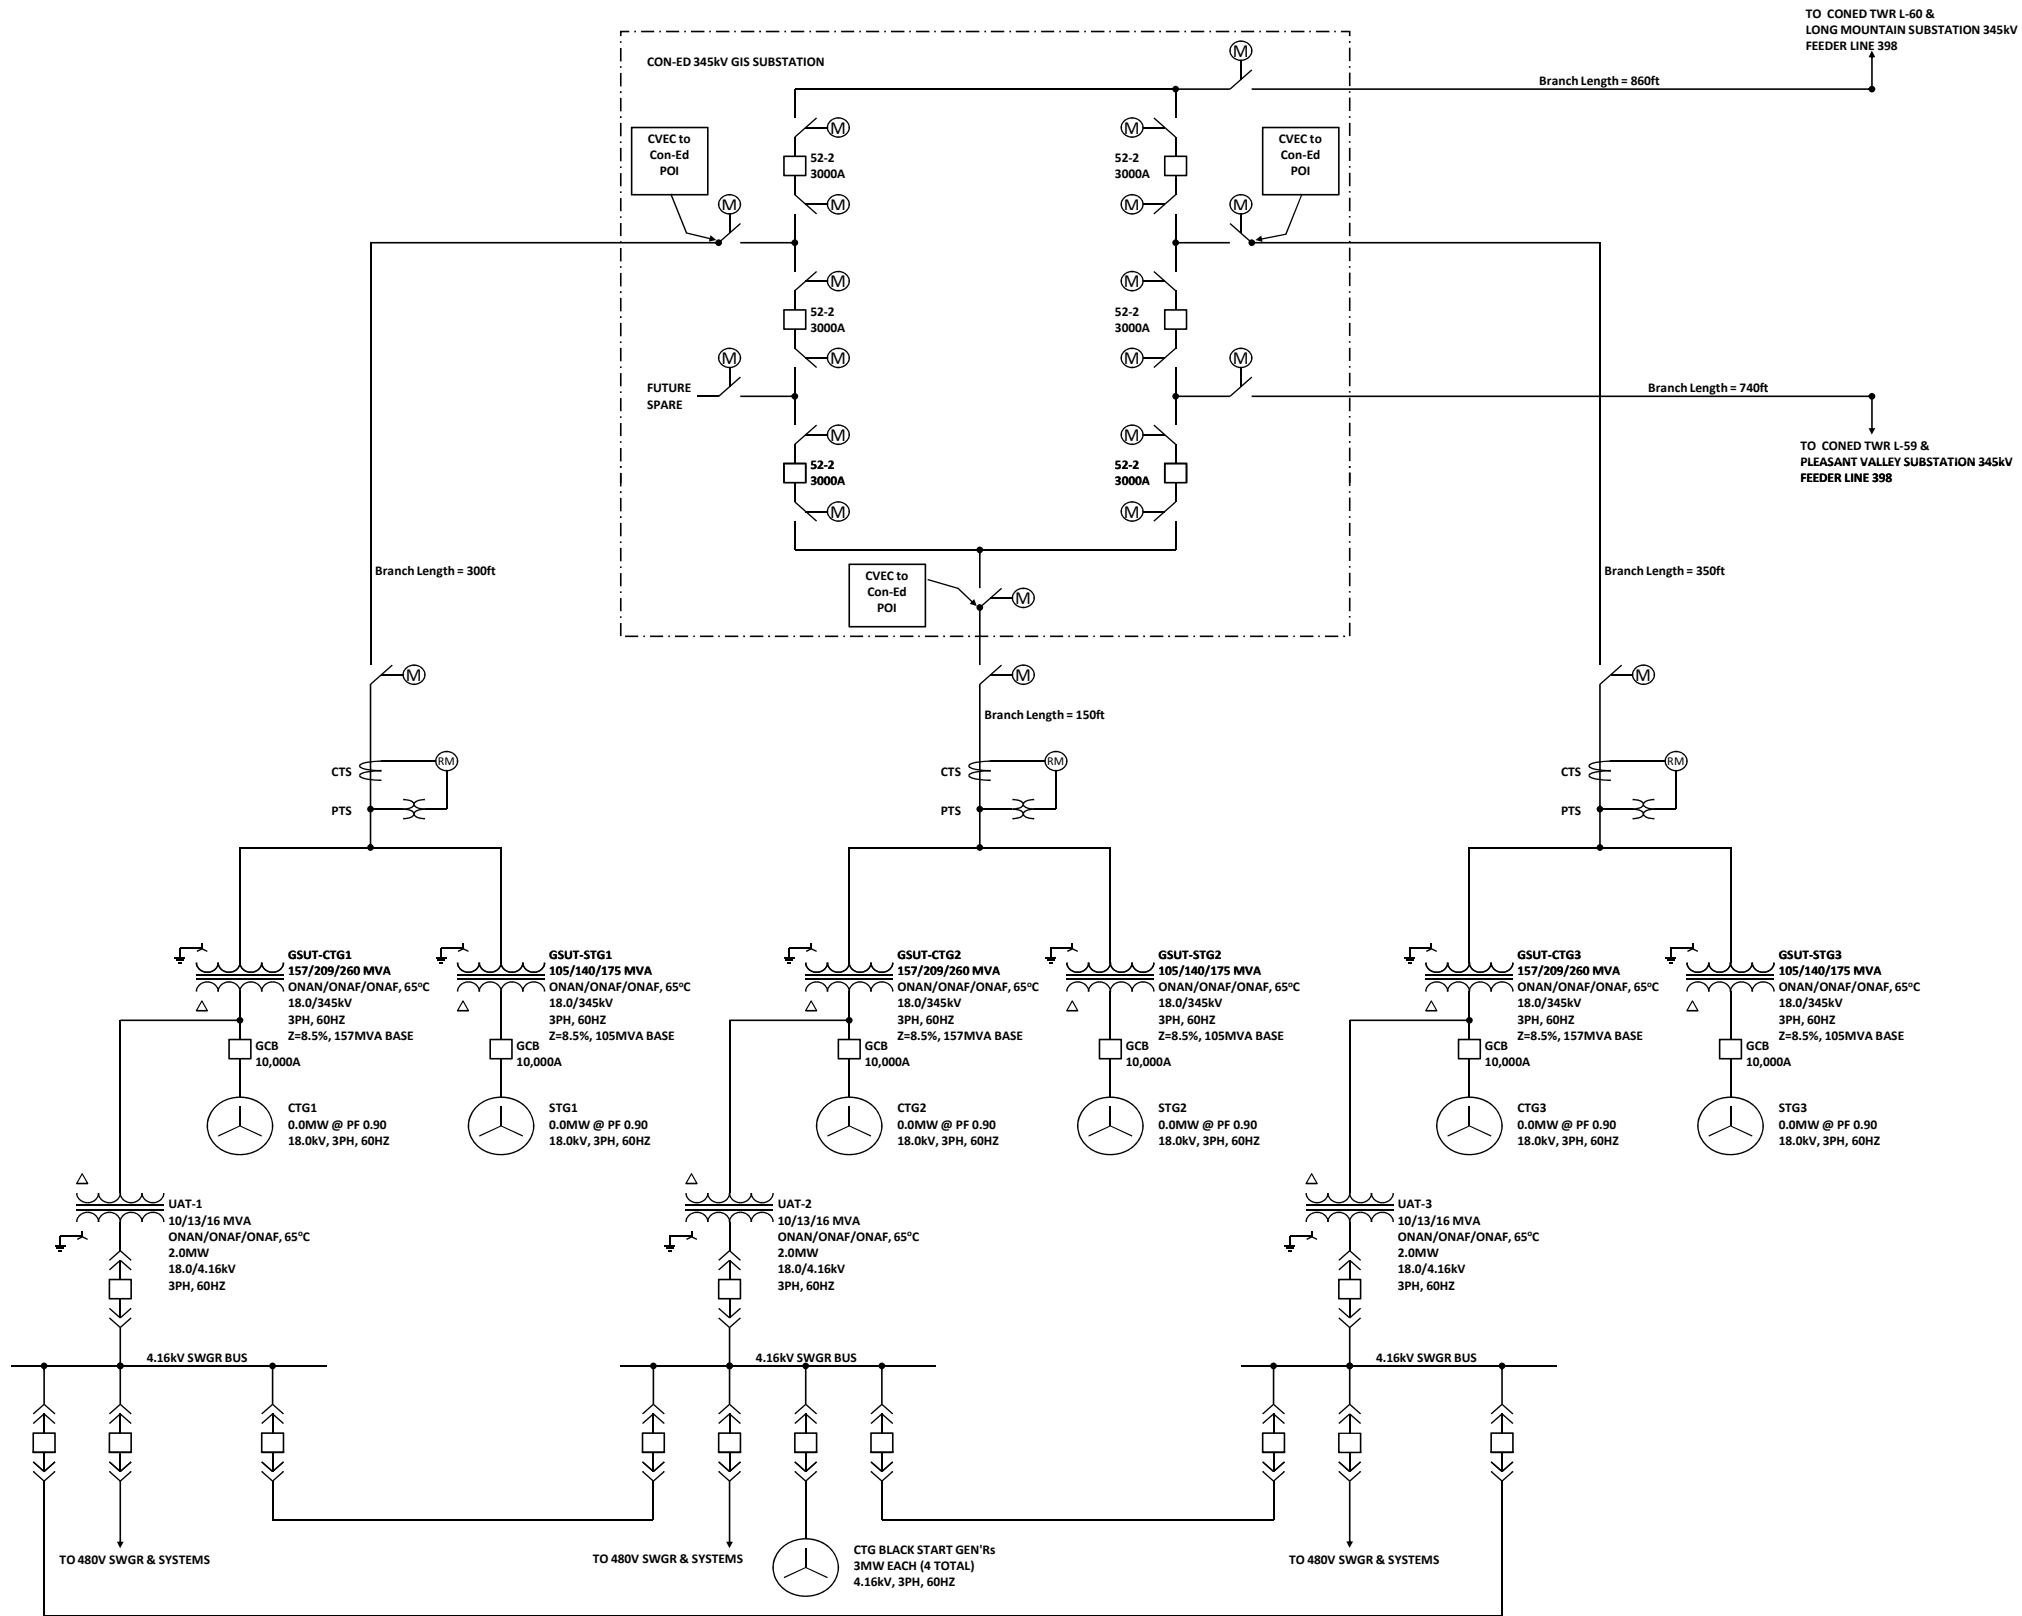 TO CONED TWR L-60 &
LONG MOUNTAIN SUBSTATION 345kV
FEEDER LINE 398
CON-ED 345kV GIS SUBSTATION
M
Branch Length = 860ft
CVEC to
Con-Ed
POI
M
52-2
3000A
M
M
52-2
3000A
M
CVEC to
Con-Ed
POI
M
M
M
52-2
3000A
M
M
52-2
3000A
M
FUTURE
SPARE
M
M
Branch Length = 740ft
M
52-2
3000A
M
M
52-2
3000A
M
TO CONED TWR L-59 &
PLEASANT VALLEY SUBSTATION 345kV
FEEDER LINE 398
Branch Length = 300ft
CVEC to
Con-Ed
POI
M
Branch Length = 350ft
M
M
M
Branch Length = 150ft
CTS
RM
PTS
CTS
RM
PTS
CTS
RM
PTS
GSUT-CTG1
157/209/260 MVA
ONAN/ONAF/ONAF, 65ºC
18.0/345kV
3PH, 60HZ
Z=8.5%, 157MVA BASE
GCB
10,000A
CTG1
0.0MW @ PF 0.90
18.0kV, 3PH, 60HZ
GSUT-STG1
105/140/175 MVA
ONAN/ONAF/ONAF, 65ºC
18.0/345kV
3PH, 60HZ
Z=8.5%, 105MVA BASE
GCB
10,000A
STG1
0.0MW @ PF 0.90
18.0kV, 3PH, 60HZ
GSUT-CTG2
157/209/260 MVA
ONAN/ONAF/ONAF, 65ºC
18.0/345kV
3PH, 60HZ
Z=8.5%, 157MVA BASE
GCB
10,000A
CTG2
0.0MW @ PF 0.90
18.0kV, 3PH, 60HZ
GSUT-STG2
105/140/175 MVA
ONAN/ONAF/ONAF, 65ºC
18.0/345kV
3PH, 60HZ
Z=8.5%, 105MVA BASE
GCB
10,000A
STG2
0.0MW @ PF 0.90
18.0kV, 3PH, 60HZ
GSUT-CTG3
157/209/260 MVA
ONAN/ONAF/ONAF, 65ºC
18.0/345kV
3PH, 60HZ
Z=8.5%, 157MVA BASE
GCB
10,000A
CTG3
0.0MW @ PF 0.90
18.0kV, 3PH, 60HZ
GSUT-STG3
105/140/175 MVA
ONAN/ONAF/ONAF, 65ºC
18.0/345kV
3PH, 60HZ
Z=8.5%, 105MVA BASE
GCB
10,000A
STG3
0.0MW @ PF 0.90
18.0kV, 3PH, 60HZ
UAT-1
10/13/16 MVA
ONAN/ONAF/ONAF, 65ºC
2.0MW
18.0/4.16kV
3PH, 60HZ
UAT-2
10/13/16 MVA
ONAN/ONAF/ONAF, 65ºC
2.0MW
18.0/4.16kV
3PH, 60HZ
UAT-3
10/13/16 MVA
ONAN/ONAF/ONAF, 65ºC
2.0MW
18.0/4.16kV
3PH, 60HZ
4.16kV SWGR BUS
4.16kV SWGR BUS
4.16kV SWGR BUS
TO 480V SWGR & SYSTEMS
TO 480V SWGR & SYSTEMS
CTG BLACK START GEN'Rs
3MW EACH (4 TOTAL)
4.16kV, 3PH, 60HZ
TO 480V SWGR & SYSTEMS